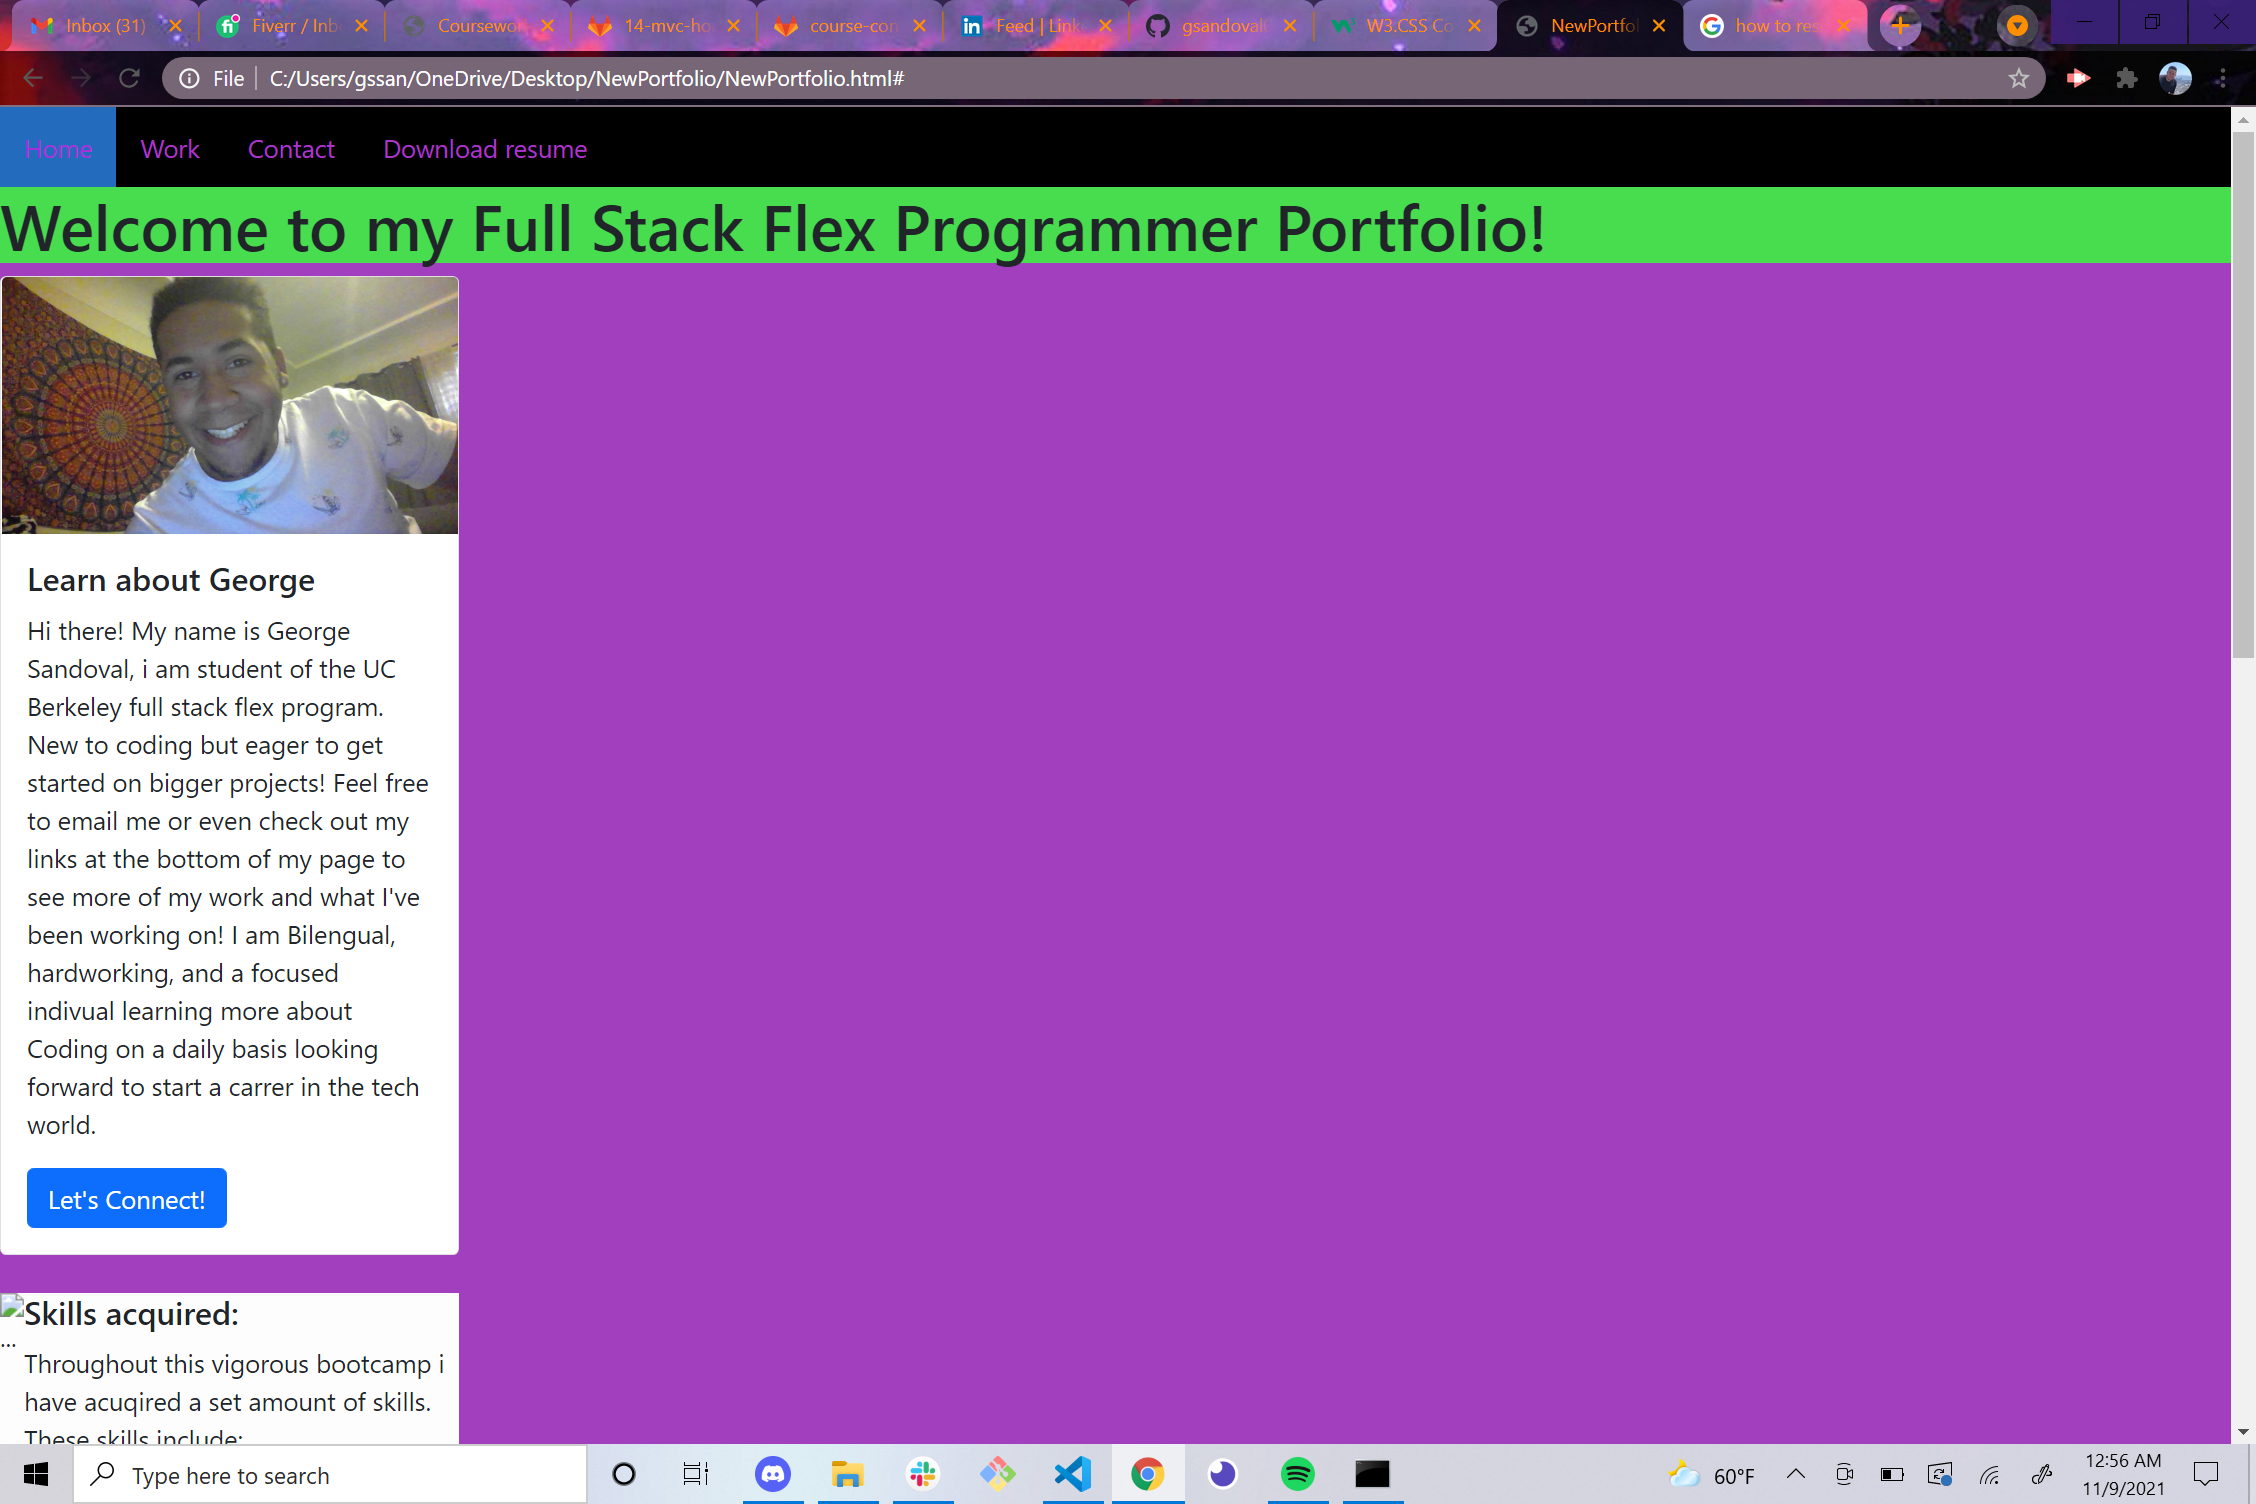 Inbox (31)
Fiverr / Inb
Coursewo
14-mvc-ho
course-con
Feed | Link
gsandoval
W3.CSS Co
NewPortfol
how to res
File
C:/Users/gssan/OneDrive/Desktop/NewPortfolio/NewPortfolio.html#
Home Work Contact Download resume
Welcome to my Full Stack Flex Programmer Portfolio!
Learn about George
Hi there! My name is George
Sandoval, i am student of the UC
Berkeley full stack flex program.
New to coding but eager to get
started on bigger projects! Feel free
to email me or even check out my
links at the bottom of my page to
see more of my work and what I've
been working on! I am Bilengual,
hardworking, and a focused
indivual learning more about
Coding on a daily basis looking
forward to start a carrer in the tech
world.
Let's Connect!
Skills acquired:
...
Throughout this vigorous bootcamp i
have acuqired a set amount of skills.
These skills include:
Type here to search
60°F
12:56 AM
11/9/2021